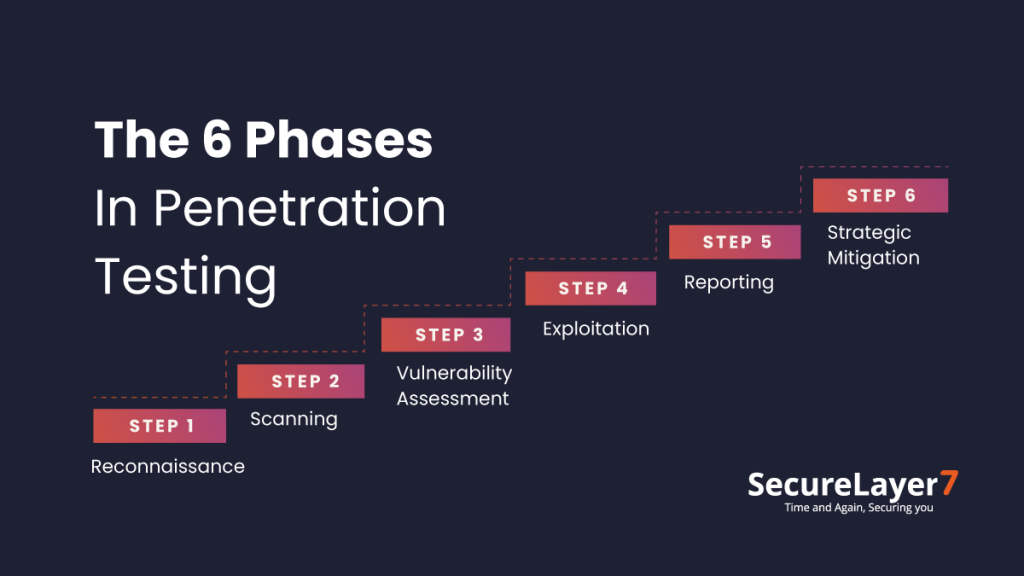 The 6 Phases
In Penetration
Testing
STEP 1
Reconnaissance
STEP 2
Scanning
STEP 3
Vulnerability
Assessment
STEP 4
Exploitation
STEP 5
Reporting
STEP 6
Strategic
Mitigation
SecureLayer7
Time and Again, Securing you